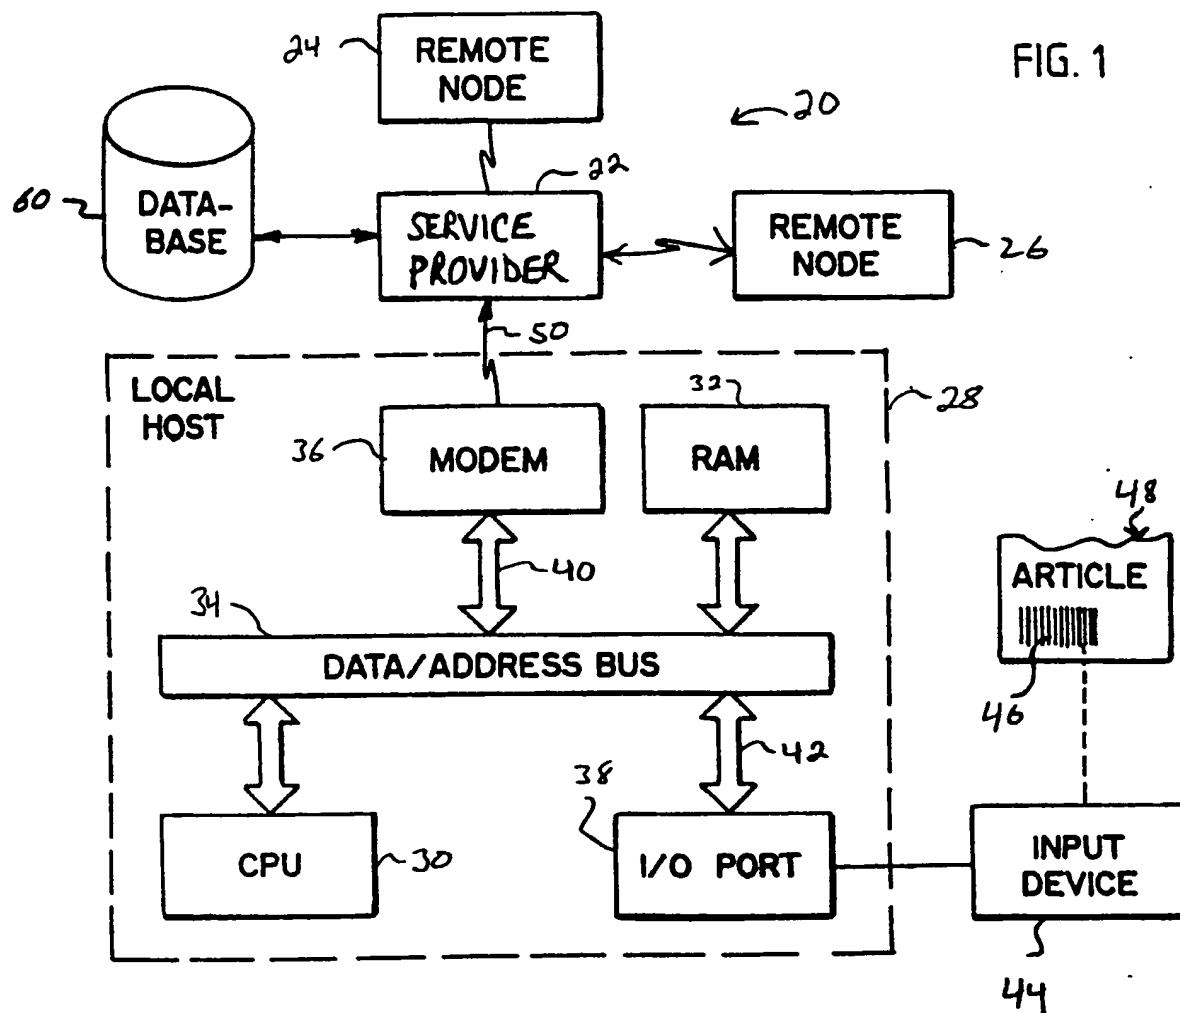 FIG. 1
24
REMOTE
NODE
20
60
DATA-
BASE
22
SERVICE
PROVIDER
REMOTE
NODE
26
50
LOCAL
HOST
28
36
MODEM
32
RAM
48
ARTICLE
46
40
34
DATA/ADDRESS BUS
42
38
CPU
30
I/O PORT
INPUT
DEVICE
44